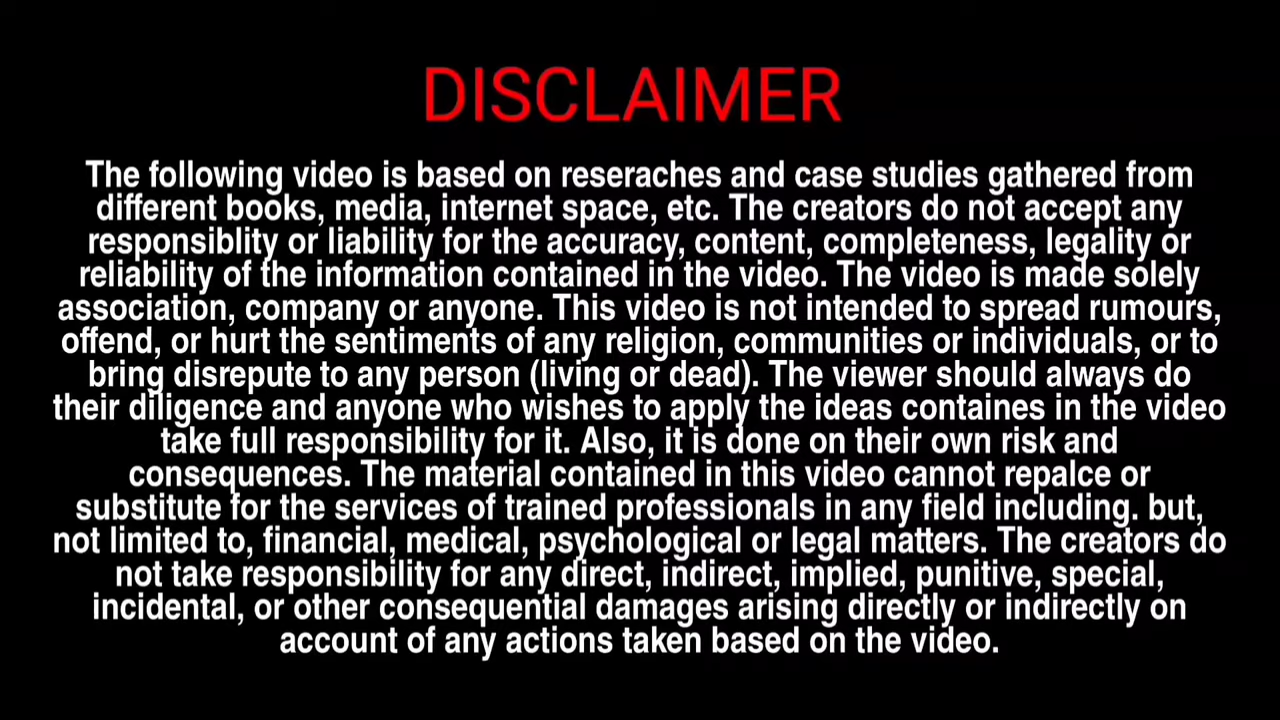 DISCLAIMER
The following video is based on reseraches and case studies gathered from
different books, media, internet space, etc. The creators do not accept any
responsiblity or liability for the accuracy, content, completeness, legality or
reliability of the information contained in the video. The video is made solely
association, company or anyone. This video is not intended to spread rumours,
offend, or hurt the sentiments of any religion, communities or individuals, or to
bring disrepute to any person (living or dead). The viewer should always do
their diligence and anyone who wishes to apply the ideas containes in the video
take full responsibility for it. Also, it is done on their own risk and
consequences. The material contained in this video cannot repalce or
substitute for the services of trained professionals in any field including. but,
not limited to, financial, medical, psychological or legal matters. The creators do
not take responsibility for any direct, indirect, implied, punitive, special,
incidental, or other consequential damages arising directly or indirectly on
account of any actions taken based on the video.